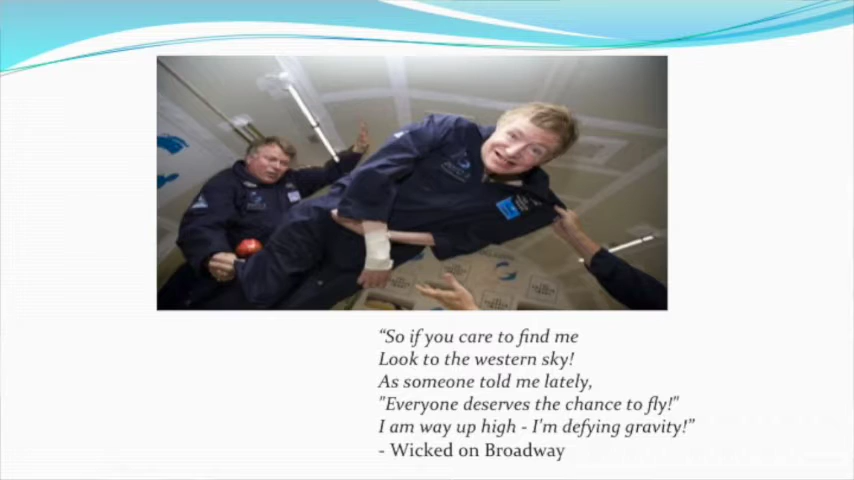 “So if you care to find me
Look to the western sky!
As someone told me lately,
"Everyone deserves the chance to fly!"
I am way up high - I'm defying gravity!”
- Wicked on Broadway